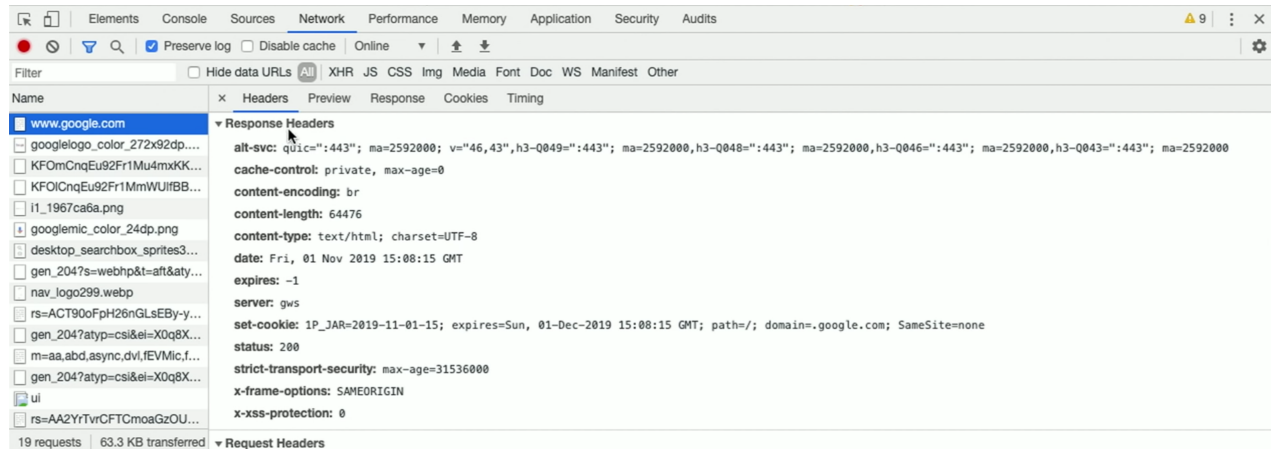 Elements Console Sources Network Performance Memory Application Security Audits 9
Preserve log Disable cache Online
Filter Hide data URLs All XHR JS CSS Img Media Font Doc WS Manifest Other
Name
Headers Preview Response Cookies Timing
www.google.com
googlelogo_color_272x92dp....
KFOmCnqEu92Fr1Mu4mxKK...
KFOlCnqEu92Fr1MmWUlfBB...
i1_1967ca6a.png
googlemic_color_24dp.png
desktop_searchbox_sprites3...
gen_204?s=webhp&t=aft&aty...
nav_logo299.webp
rs=ACT90oFpH26nGLsEBy-y...
gen_204?atyp=csi&ei=X0q8X...
m=aa,abd,async,dvl,fEVMic,f...
gen_204?atyp=csi&ei=X0q8X...
ui
rs=AA2YrTvrCFTCmoaGzOU...
19 requests 63.3 KB transferred
Response Headers
alt-svc: quic=":443"; ma=2592000; v="46,43",h3-Q049=":443"; ma=2592000,h3-Q048=":443"; ma=2592000,h3-Q046=":443"; ma=2592000,h3-Q043=":443"; ma=2592000
cache-control: private, max-age=0
content-encoding: br
content-length: 64476
content-type: text/html; charset=UTF-8
date: Fri, 01 Nov 2019 15:08:15 GMT
expires: -1
server: gws
set-cookie: 1P_JAR=2019-11-01-15; expires=Sun, 01-Dec-2019 15:08:15 GMT; path=/; domain=.google.com; SameSite=none
status: 200
strict-transport-security: max-age=31536000
x-frame-options: SAMEORIGIN
x-xss-protection: 0
Request Headers